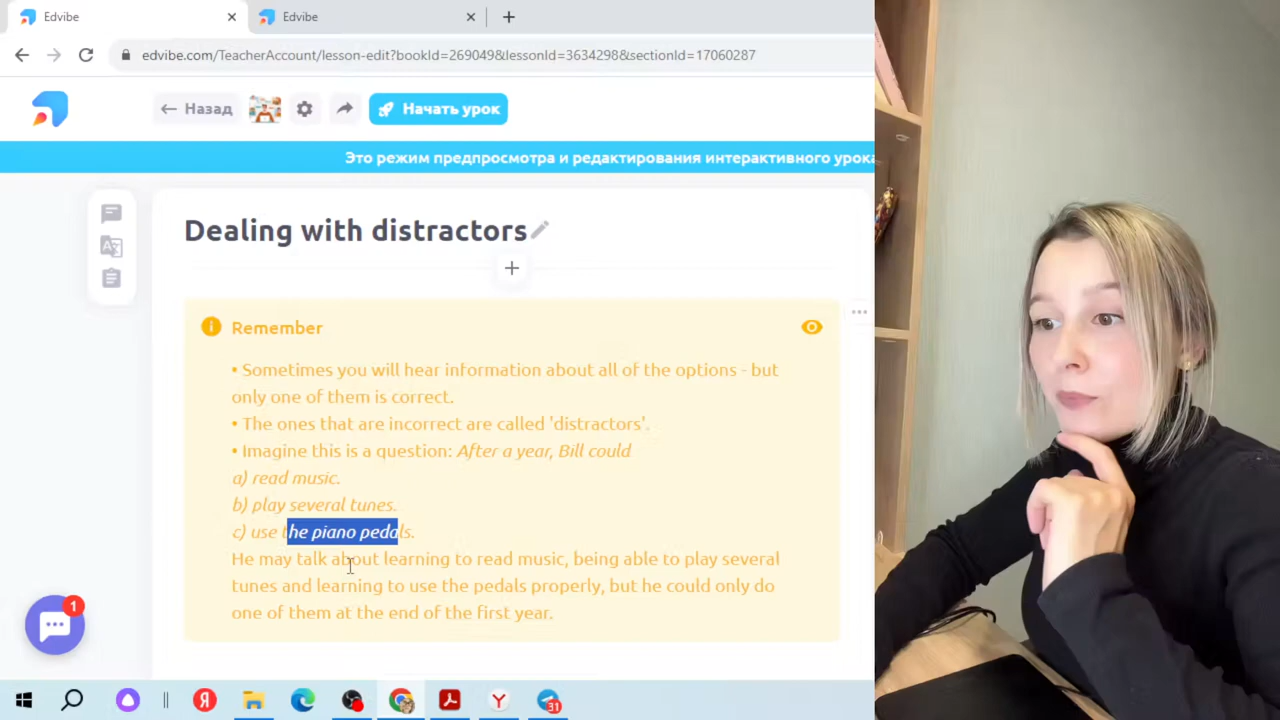 Edvibe
Edvibe
edvibe.com/TeacherAccount/lesson-edit?bookId=269049&lessonId=3634298&sectionId=17060287
← Назад
Начать урок
Это режим предпросмотра и редактирования интерактивного урока
Dealing with distractors
Remember
• Sometimes you will hear information about all of the options - but
only one of them is correct.
• The ones that are incorrect are called 'distractors'.
• Imagine this is a question: After a year, Bill could
a) read music.
b) play several tunes.
c) use the piano pedals.
He may talk about learning to read music, being able to play several
tunes and learning to use the pedals properly, but he could only do
one of them at the end of the first year.
1
Я
Y
31